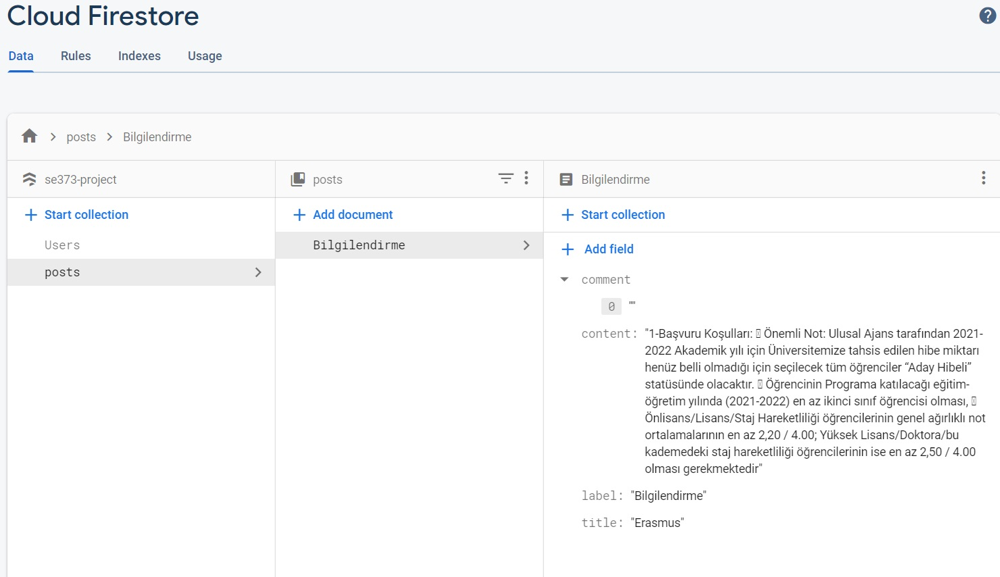 Cloud Firestore
Data Rules Indexes Usage
posts Bilgilendirme
se373-project
posts
Bilgilendirme
Start collection
Add document
Start collection
Users
posts
Bilgilendirme
Add field
comment
0 ""
content: "1-Başvuru Koşulları: Önemli Not: Ulusal Ajans tarafından 2021-
2022 Akademik yılı için Üniversitemize tahsis edilen hibe miktarı
henüz belli olmadığı için seçilecek tüm öğrenciler “Aday Hibeli”
statüsünde olacaktır. Öğrencinin Programa katılacağı eğitim-
öğretim yılında (2021-2022) en az ikinci sınıf öğrencisi olması,
Önlisans/Lisans/Staj Hareketliliği öğrencilerinin genel ağırlıklı not
ortalamalarının en az 2,20 / 4.00; Yüksek Lisans/Doktora/bu
kademedeki staj hareketliliği öğrencilerinin ise en az 2,50 / 4.00
olması gerekmektedir"
label: "Bilgilendirme"
title: "Erasmus"